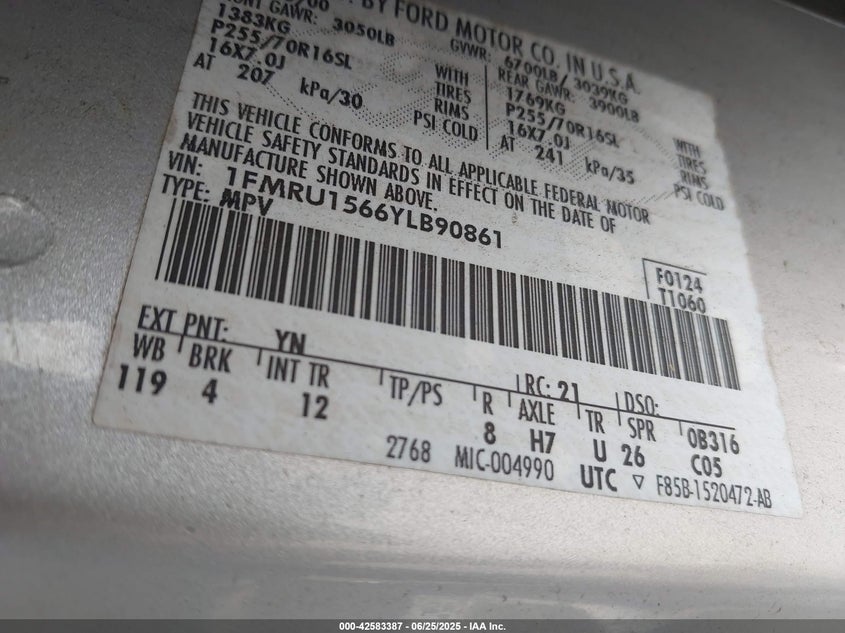 /00
BY FORD MOTOR CO. IN U.S.A.
GAWR: 3050LB
GVWR: 6700LB/ 3039KG
1383KG
REAR GAWR: 3900LB
P255/70R16SL WITH TIRES
1769KG
16X7.0J RIMS
P255/70R16SL WITH TIRES
AT 207 kPa/30 PSI COLD
16X7.0J RIMS
AT 241 kPa/35 PSI COLD
THIS VEHICLE CONFORMS TO ALL APPLICABLE FEDERAL MOTOR
VEHICLE SAFETY STANDARDS IN EFFECT ON THE DATE OF
MANUFACTURE SHOWN ABOVE.
VIN: 1FMRU1566YLB90861
TYPE: MPV
F0124
T1060
EXT PNT: YN RC: 21 DSO:
WB BRK INT TR TP/PS R AXLE TR SPR 0B316
119 4 12 8 H7 U 26 C05
2768 MIC-004990 UTC ▽ F85B-1520472-AB
000-42583387 - 06/25/2025 - IAA Inc.